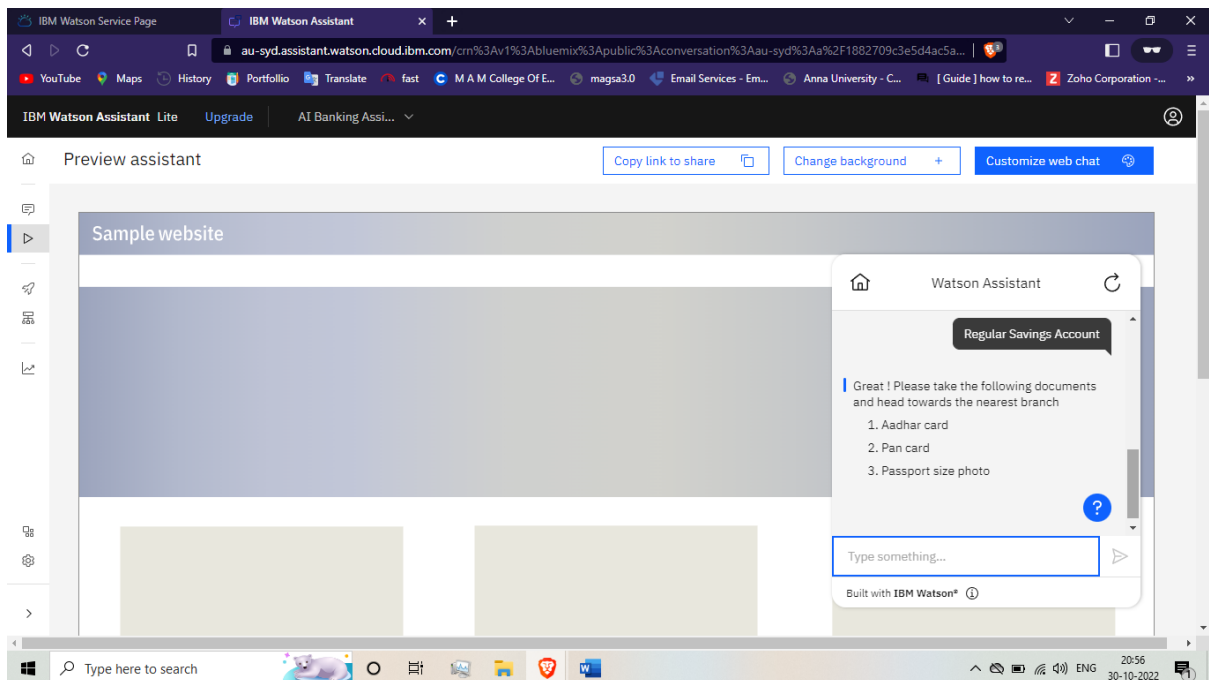 IBM Watson Service Page
IBM Watson Assistant
au-syd.assistant.watson.cloud.ibm.com/crn%3Av1%3Abluemix%3Apublic%3Aconversation%3Aau-syd%3Aa%2F1882709c3e5d4ac5a...
YouTube Maps History Portfolio Translate fast M A M College Of E... magsa3.0 Email Services - Em... Anna University - C... [ Guide ] how to re... Zoho Corporation -... »
IBM Watson Assistant Lite Upgrade AI Banking Assi...
Preview assistant
Copy link to share
Change background +
Customize web chat
Sample website
Watson Assistant
Regular Savings Account
Great ! Please take the following documents
and head towards the nearest branch
1. Aadhar card
2. Pan card
3. Passport size photo
?
Type something...
Built with IBM Watson®
Type here to search
ENG
20:56
30-10-2022